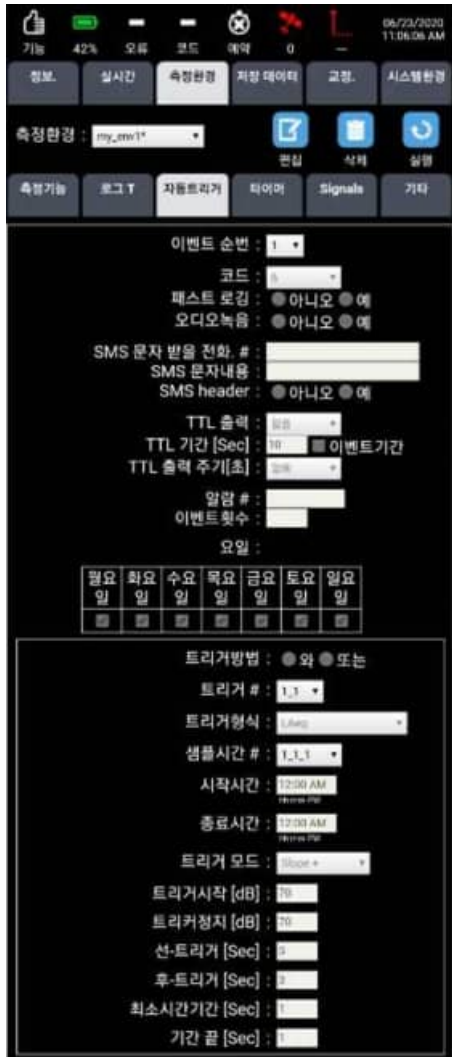 06/23/2020
11:06:06 AM
기능 42% 오류 코드 예약 0 —
정보. 실시간 측정환경 저장 데이터 교정. 시스템환경
측정환경 : my_env1*
편집 삭제 실행
측정기능 로그 T 자동트리거 타이머 Signals 기타
이벤트 순번 : 1
코드 :
패스트 로깅 : 아니오 예
오디오녹음 : 아니오 예
SMS 문자 받을 전화. # :
SMS 문자내용 :
SMS header : 아니오 예
TTL 출력 :
TTL 기간 [Sec] : 10 이벤트기간
TTL 출력 주기[초] :
알람 # :
이벤트횟수 :
요일 :
월요일 화요일 수요일 목요일 금요일 토요일 일요일
트리거방법 : 와 또는
트리거 # : 1_1
트리거형식 : LAeq
샘플시간 # : 1_1_1
시작시간 : 12:00 AM
종료시간 : 12:00 AM
트리거 모드 : Slope +
트리거시작 [dB] : 70
트리커정지 [dB] : 70
선-트리거 [Sec] : 3
후-트리거 [Sec] : 3
최소시간기간 [Sec] : 1
기간 끝 [Sec] : 1